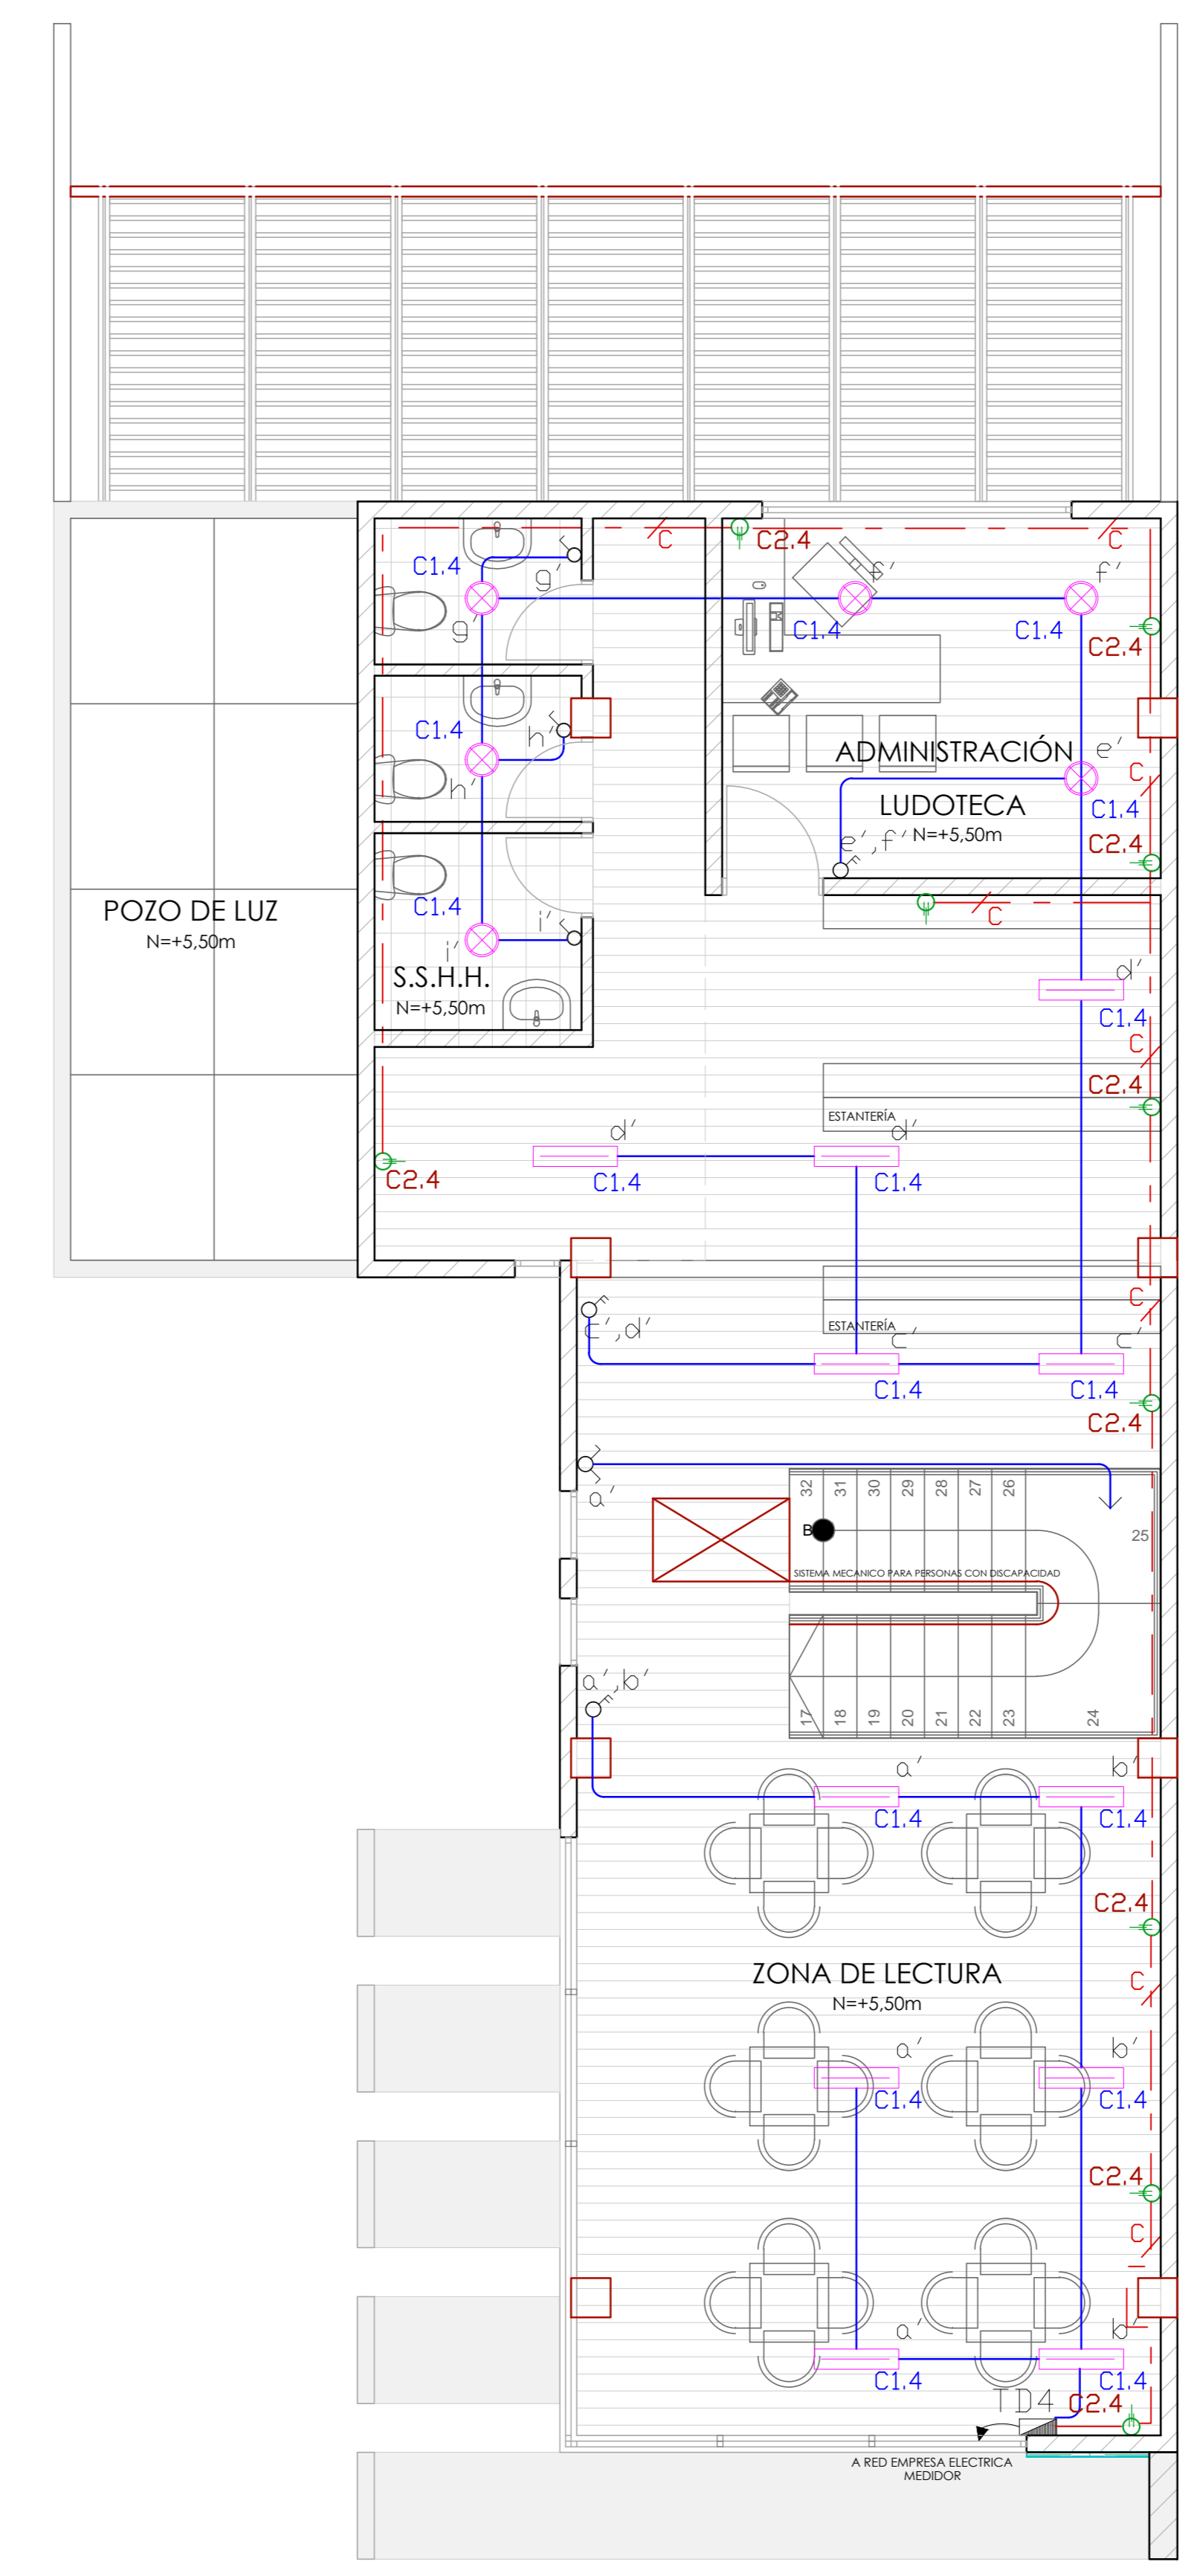 C
C2.4
C
C1.4
g'
f'
f'
g'
C1.4
C1.4
C2.4
C1.4
h'
ADMINISTRACIÓN
e'
C
h'
LUDOTECA
C1.4
e',f'
N=+5,50m
C2.4
POZO DE LUZ
N=+5,50m
C1.4
i'
i'
C
S.S.H.H.
N=+5,50m
d'
C1.4
C
C2.4
ESTANTERÍA
d'
d'
C2.4
C1.4
C1.4
C
c',d'
ESTANTERÍA
c'
c'
C1.4
C1.4
C2.4
a'
32
31
30
29
28
27
26
25
B
SISTEMA MECANICO PARA PERSONAS CON DISCAPACIDAD
a',b'
17
18
19
20
21
22
23
24
a'
b'
C1.4
C1.4
C2.4
ZONA DE LECTURA
N=+5,50m
C
a'
b'
C1.4
C1.4
C2.4
C
a'
b'
C1.4
C1.4
TD4
C2.4
A RED EMPRESA ELECTRICA
MEDIDOR